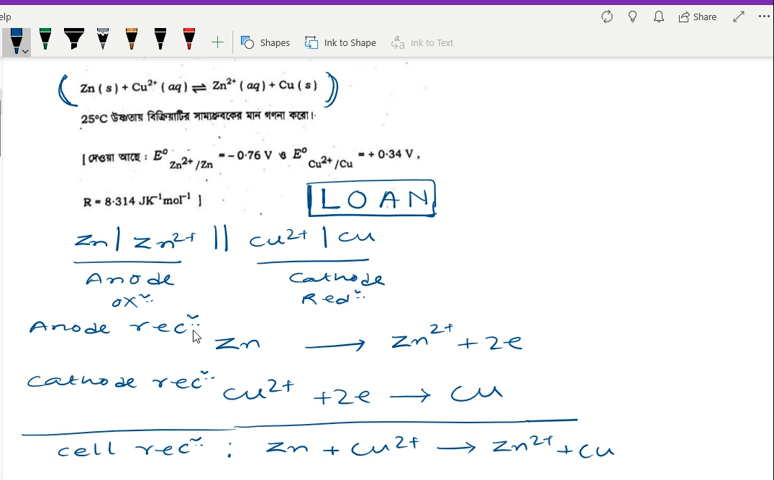 elp
Share
Shapes
Ink to Shape
Ink to Text
Zn (s) + Cu²⁺ (aq) ⇌ Zn²⁺ (aq) + Cu (s)
25°C উষ্ণতায় বিক্রিয়াটির সাম্যধ্রুবকের মান গণনা করো।
[ দেওয়া আছে : E⁰ Zn²⁺/Zn = – 0·76 V ও E⁰ Cu²⁺/Cu = + 0·34 V ,
R = 8·314 JK⁻¹mol⁻¹ ]
LOAN
Zn | Zn²⁺ || Cu²⁺ | Cu
Anode Cathode
ox Red
Anode rec Zn → Zn²⁺ + 2e
Cathode rec Cu²⁺ + 2e → Cu
Cell rec : Zn + Cu²⁺ → Zn²⁺ + Cu